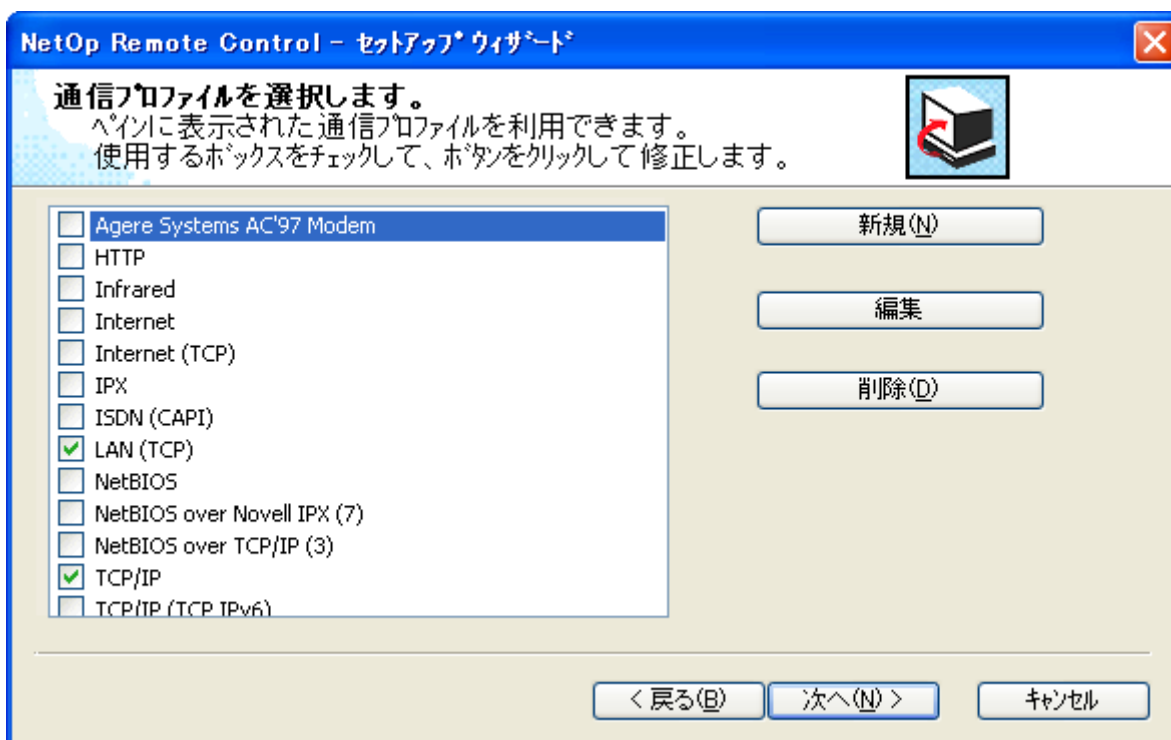 NetOp Remote Control - ｾｯﾄｱｯﾌﾟ ｳｨｻﾞｰﾄﾞ
通信ﾌﾟﾛﾌｧｲﾙを選択します。
ﾍﾟｲﾝに表示された通信ﾌﾟﾛﾌｧｲﾙを利用できます。
使用するﾎﾞｯｸｽをﾁｪｯｸして、ﾎﾞﾀﾝをｸﾘｯｸして修正します。
Agere Systems AC'97 Modem
HTTP
Infrared
Internet
Internet (TCP)
IPX
ISDN (CAPI)
LAN (TCP)
NetBIOS
NetBIOS over Novell IPX (7)
NetBIOS over TCP/IP (3)
TCP/IP
TCP/IP (TCP IPv6)
新規(N)
編集
削除(D)
< 戻る(B)
次へ(N) >
ｷｬﾝｾﾙ